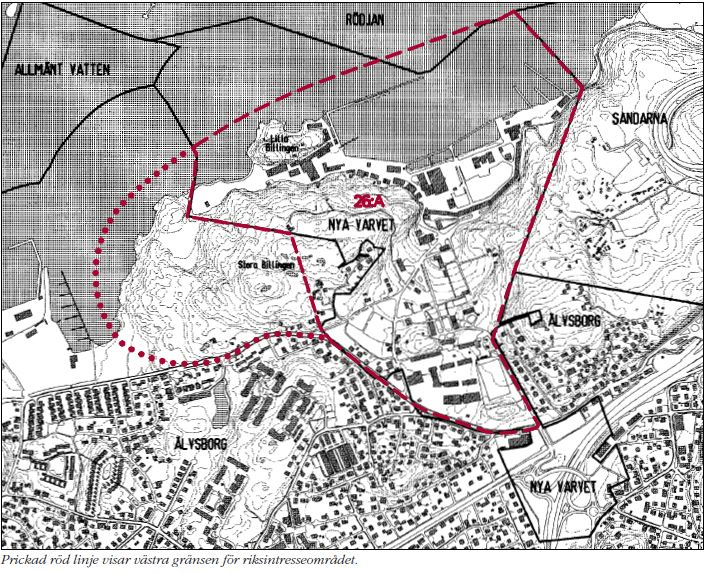 RÖDJAN
ALLMÄNT VATTEN
SANDARNA
Lilla
Billingen
26:A
NYA VARVET
Stora Billingen
ÄLVSBORG
ÄLVSBORG
NYA VARVET
Prickad röd linje visar västra gränsen för riksintresseområdet.